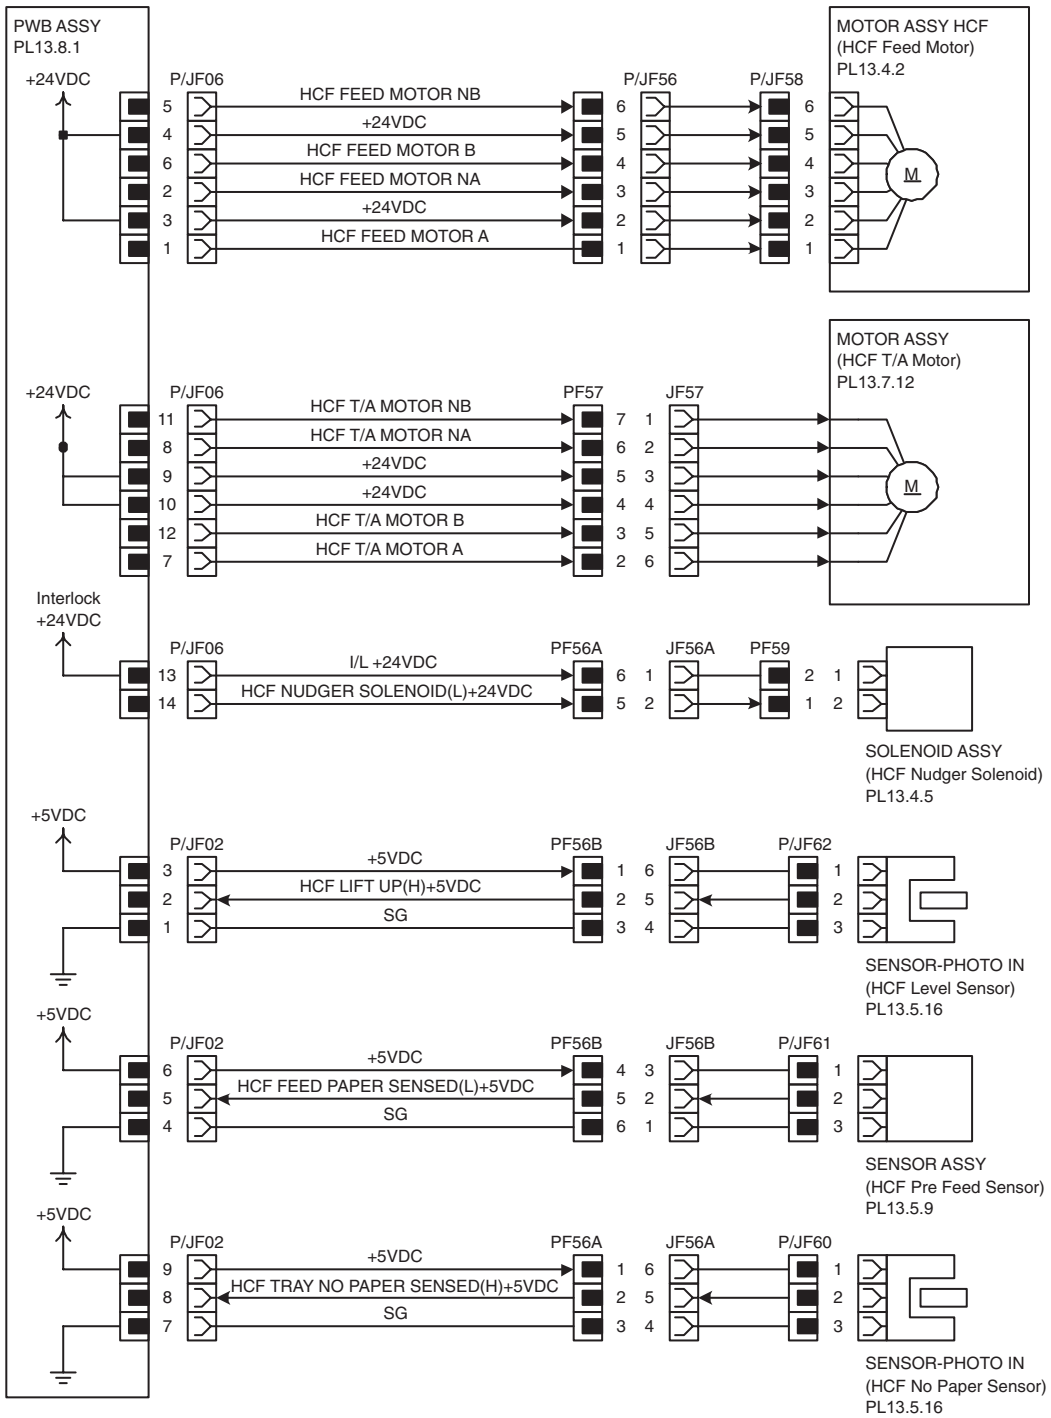 PWB ASSY
PL13.8.1
MOTOR ASSY HCF
(HCF Feed Motor)
PL13.4.2
+24VDC
P/JF06
P/JF56
P/JF58
5 HCF FEED MOTOR NB 6 6
4 +24VDC 5 5
6 HCF FEED MOTOR B 4 4
2 HCF FEED MOTOR NA 3 3
3 +24VDC 2 2
1 HCF FEED MOTOR A 1 1
M
MOTOR ASSY
(HCF T/A Motor)
PL13.7.12
+24VDC
P/JF06
PF57
JF57
11 HCF T/A MOTOR NB 7 1
8 HCF T/A MOTOR NA 6 2
9 +24VDC 5 3
10 +24VDC 4 4
12 HCF T/A MOTOR B 3 5
7 HCF T/A MOTOR A 2 6
M
Interlock
+24VDC
P/JF06
PF56A
JF56A
PF59
13 I/L +24VDC 6 1 2 1
14 HCF NUDGER SOLENOID(L)+24VDC 5 2 1 2
SOLENOID ASSY
(HCF Nudger Solenoid)
PL13.4.5
+5VDC
P/JF02
PF56B
JF56B
P/JF62
3 +5VDC 1 6 1
2 HCF LIFT UP(H)+5VDC 2 5 2
1 SG 3 4 3
SENSOR-PHOTO IN
(HCF Level Sensor)
PL13.5.16
+5VDC
P/JF02
PF56B
JF56B
P/JF61
6 +5VDC 4 3 1
5 HCF FEED PAPER SENSED(L)+5VDC 5 2 2
4 SG 6 1 3
SENSOR ASSY
(HCF Pre Feed Sensor)
PL13.5.9
+5VDC
P/JF02
PF56A
JF56A
P/JF60
9 +5VDC 1 6 1
8 HCF TRAY NO PAPER SENSED(H)+5VDC 2 5 2
7 SG 3 4 3
SENSOR-PHOTO IN
(HCF No Paper Sensor)
PL13.5.16